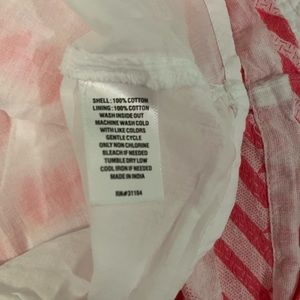 SHELL: 100% COTTON
LINING: 100% COTTON
WASH INSIDE OUT
MACHINE WASH COLD
WITH LIKE COLORS
GENTLE CYCLE
ONLY NON CHLORINE
BLEACH IF NEEDED
TUMBLE DRY LOW
COOL IRON IF NEEDED
MADE IN INDIA
RN#31104